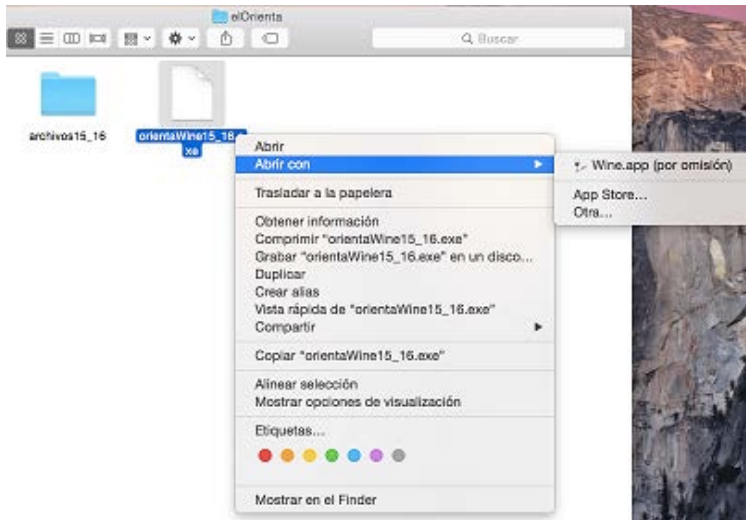 elOrienta
Buscar
archivos15_16
orientaWine15_16.e
xe
Abrir
Abrir con
Wine.app (por omisión)
App Store...
Otra...
Trasladar a la papelera
Obtener información
Comprimir "orientaWine15_16.exe"
Grabar "orientaWine15_16.exe" en un disco...
Duplicar
Crear alias
Vista rápida de "orientaWine15_16.exe"
Compartir
Copiar "orientaWine15_16.exe"
Alinear selección
Mostrar opciones de visualización
Etiquetas...
Mostrar en el Finder